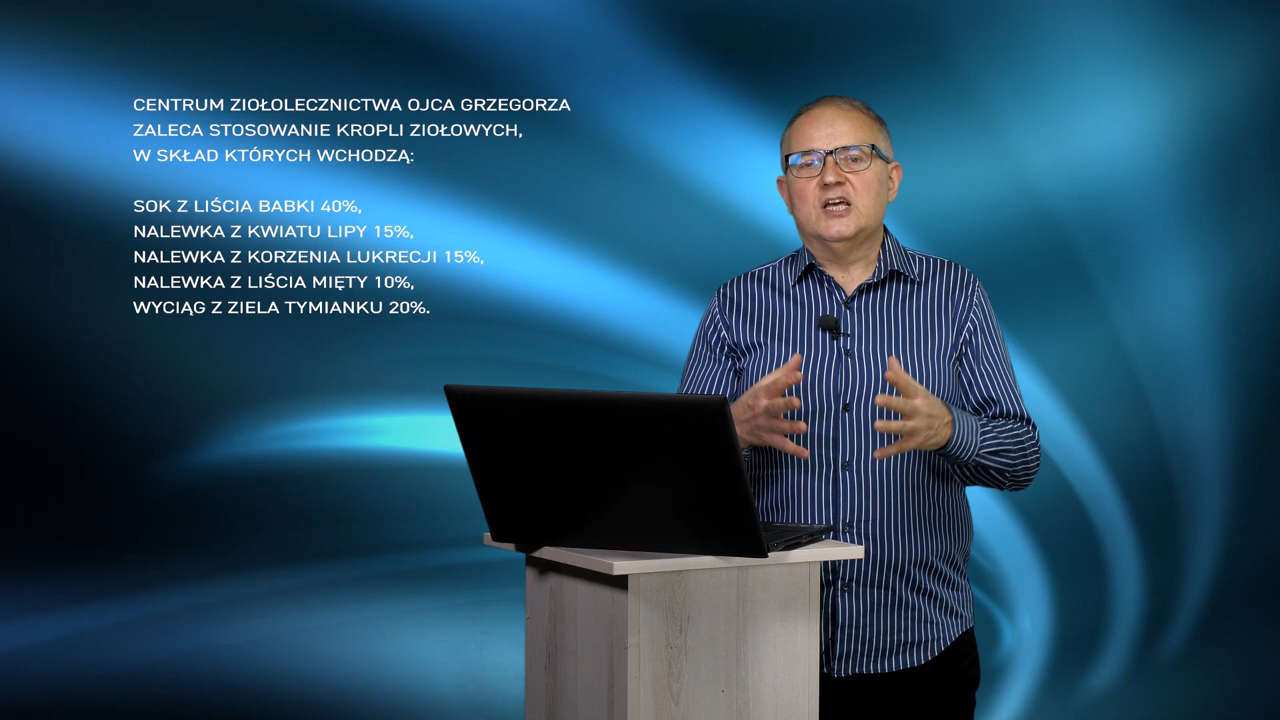 CENTRUM ZIOŁOLECZNICTWA OJCA GRZEGORZA
ZALECA STOSOWANIE KROPLI ZIOŁOWYCH,
W SKŁAD KTÓRYCH WCHODZĄ:
SOK Z LIŚCIA BABKI 40%,
NALEWKA Z KWIATU LIPY 15%,
NALEWKA Z KORZENIA LUKRECJI 15%,
NALEWKA Z LIŚCIA MIĘTY 10%,
WYCIĄG Z ZIELA TYMIANKU 20%.